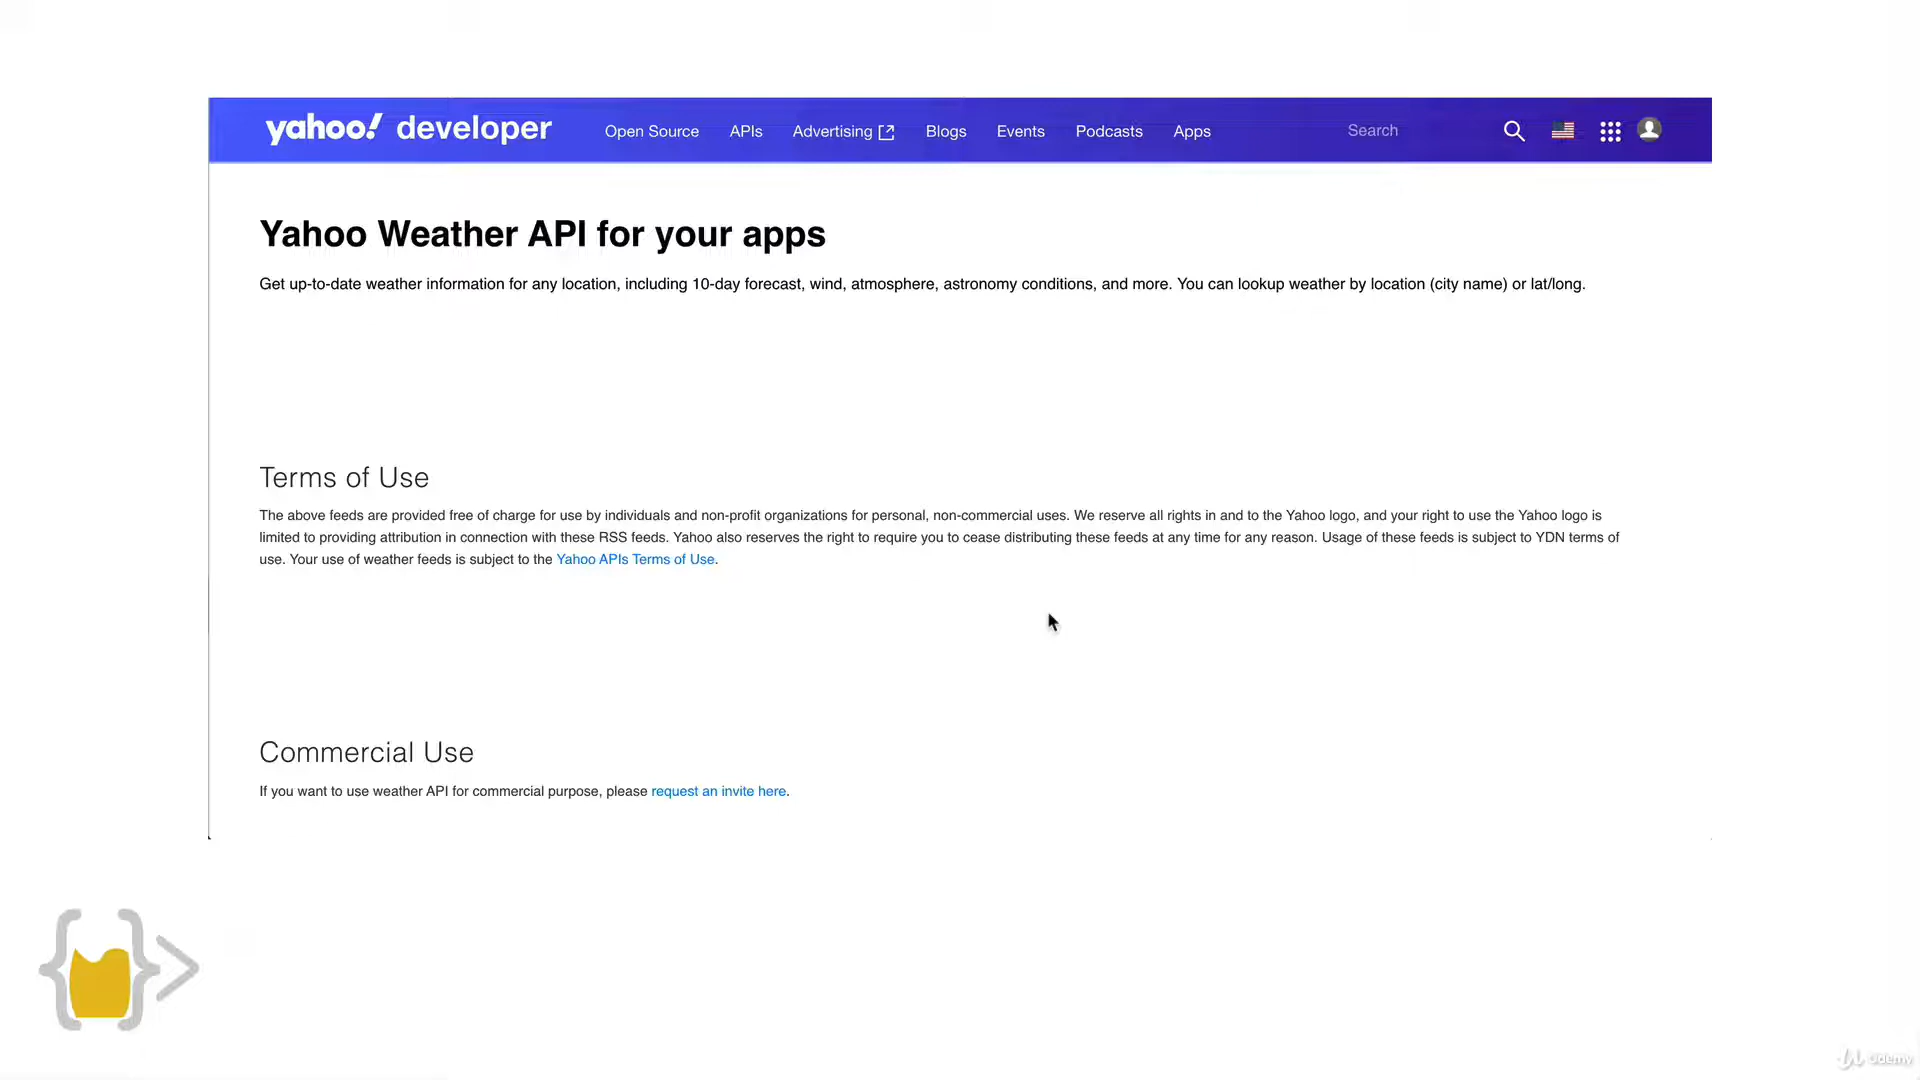 yahoo! developer Open Source APIs Advertising Blogs Events Podcasts Apps Search
Yahoo Weather API for your apps
Get up-to-date weather information for any location, including 10-day forecast, wind, atmosphere, astronomy conditions, and more. You can lookup weather by location (city name) or lat/long.
Terms of Use
The above feeds are provided free of charge for use by individuals and non-profit organizations for personal, non-commercial uses. We reserve all rights in and to the Yahoo logo, and your right to use the Yahoo logo is
limited to providing attribution in connection with these RSS feeds. Yahoo also reserves the right to require you to cease distributing these feeds at any time for any reason. Usage of these feeds is subject to YDN terms of
use. Your use of weather feeds is subject to the Yahoo APIs Terms of Use.
Commercial Use
If you want to use weather API for commercial purpose, please request an invite here.
Udemy